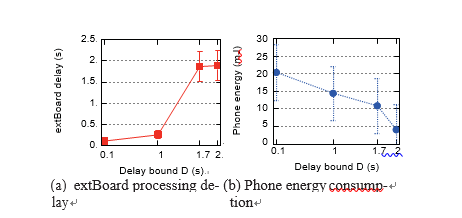 2.5
2.
1.5
1.
0.5
0
extBoard delay (s)
0.1 1 1.7 2.
Delay bound D (s).
30
25
20
15
10
5
0
Phone energy (mJ)
0.1 1 1.7 2.
Delay bound D (s)
(a) extBoard processing de-
lay↵
(b) Phone energy consump-↵
tion↵